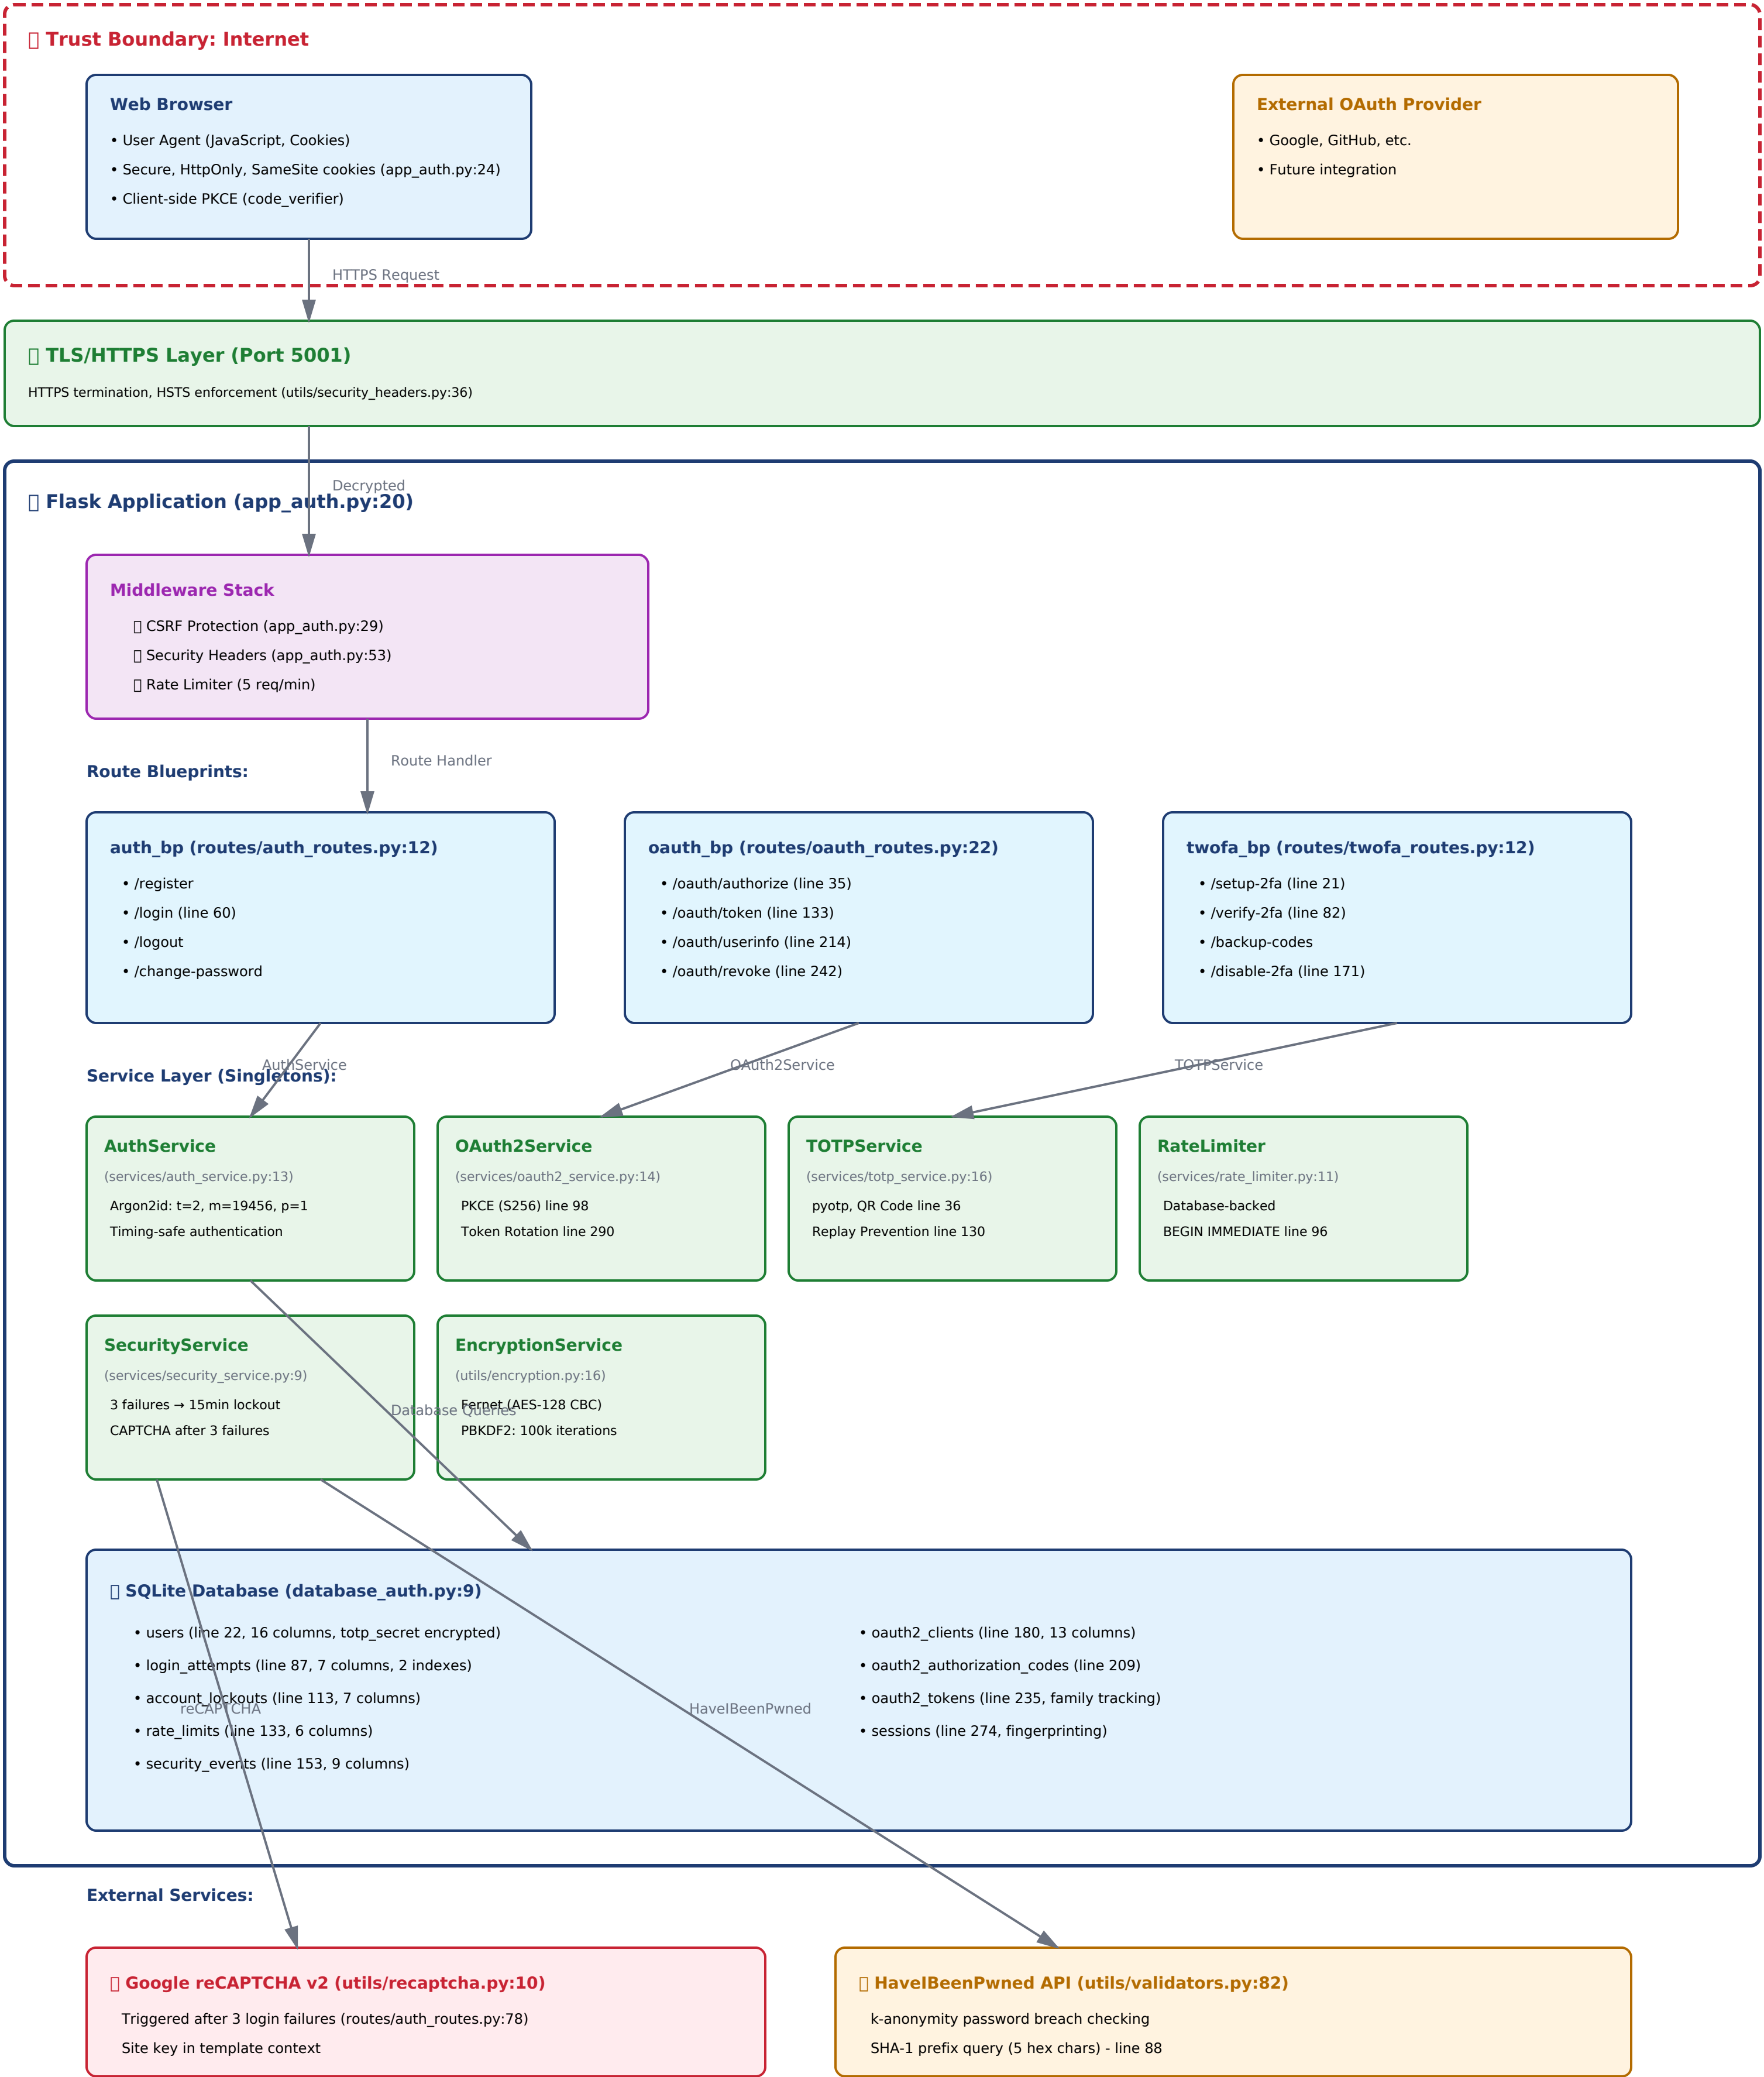 Trust Boundary: Internet
Web Browser
• User Agent (JavaScript, Cookies)
• Secure, HttpOnly, SameSite cookies (app_auth.py:24)
• Client-side PKCE (code_verifier)
External OAuth Provider
• Google, GitHub, etc.
• Future integration
HTTPS Request
TLS/HTTPS Layer (Port 5001)
HTTPS termination, HSTS enforcement (utils/security_headers.py:36)
Decrypted
Flask Application (app_auth.py:20)
Middleware Stack
CSRF Protection (app_auth.py:29)
Security Headers (app_auth.py:53)
Rate Limiter (5 req/min)
Route Handler
Route Blueprints:
auth_bp (routes/auth_routes.py:12)
• /register
• /login (line 60)
• /logout
• /change-password
oauth_bp (routes/oauth_routes.py:22)
• /oauth/authorize (line 35)
• /oauth/token (line 133)
• /oauth/userinfo (line 214)
• /oauth/revoke (line 242)
twofa_bp (routes/twofa_routes.py:12)
• /setup-2fa (line 21)
• /verify-2fa (line 82)
• /backup-codes
• /disable-2fa (line 171)
AuthService
OAuth2Service
TOTPService
Service Layer (Singletons):
AuthService
(services/auth_service.py:13)
Argon2id: t=2, m=19456, p=1
Timing-safe authentication
OAuth2Service
(services/oauth2_service.py:14)
PKCE (S256) line 98
Token Rotation line 290
TOTPService
(services/totp_service.py:16)
pyotp, QR Code line 36
Replay Prevention line 130
RateLimiter
(services/rate_limiter.py:11)
Database-backed
BEGIN IMMEDIATE line 96
SecurityService
(services/security_service.py:9)
3 failures → 15min lockout
CAPTCHA after 3 failures
EncryptionService
(utils/encryption.py:16)
Fernet (AES-128 CBC)
PBKDF2: 100k iterations
Database Queries
SQLite Database (database_auth.py:9)
• users (line 22, 16 columns, totp_secret encrypted)
• login_attempts (line 87, 7 columns, 2 indexes)
• account_lockouts (line 113, 7 columns)
• rate_limits (line 133, 6 columns)
• security_events (line 153, 9 columns)
• oauth2_clients (line 180, 13 columns)
• oauth2_authorization_codes (line 209)
• oauth2_tokens (line 235, family tracking)
• sessions (line 274, fingerprinting)
reCAPTCHA
HaveIBeenPwned
External Services:
Google reCAPTCHA v2 (utils/recaptcha.py:10)
Triggered after 3 login failures (routes/auth_routes.py:78)
Site key in template context
HaveIBeenPwned API (utils/validators.py:82)
k-anonymity password breach checking
SHA-1 prefix query (5 hex chars) - line 88